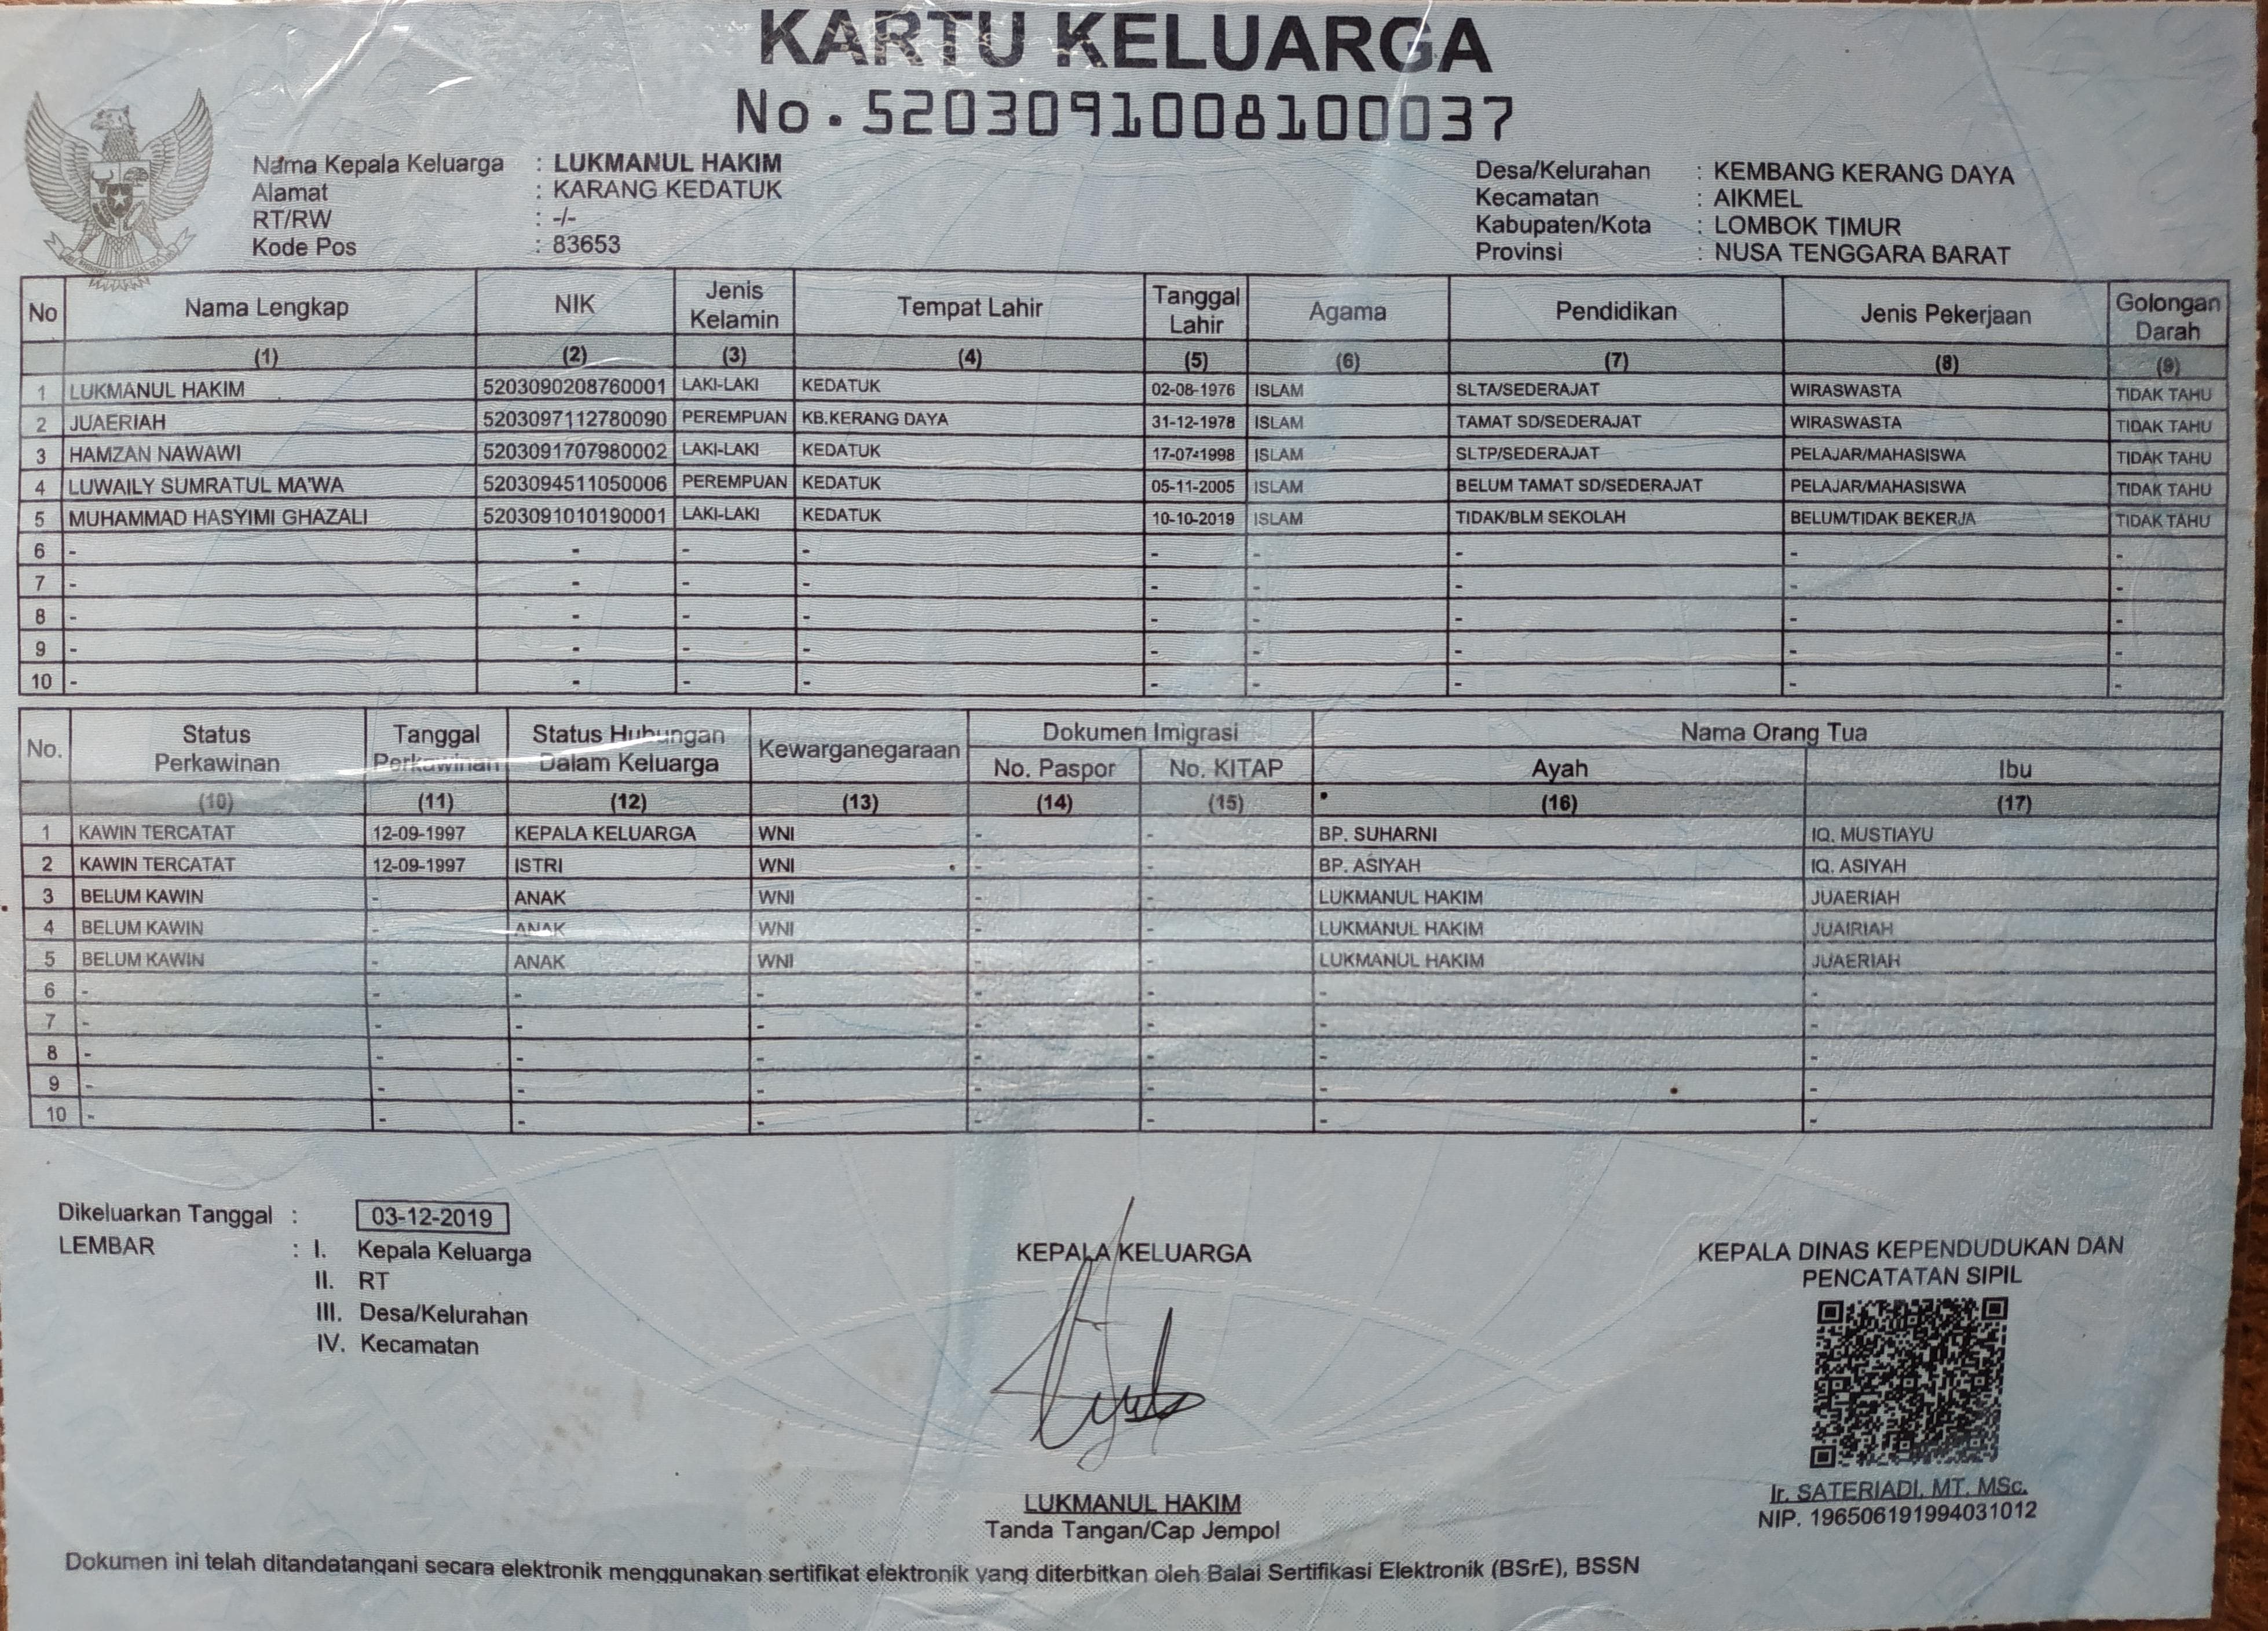 KARTU KELUARGA
No. 5203091008100037
Nama Kepala Keluarga : LUKMANUL HAKIM
Alamat : KARANG KEDATUK
RT/RW : -/-
Kode Pos : 83653
Desa/Kelurahan : KEMBANG KERANG DAYA
Kecamatan : AIKMEL
Kabupaten/Kota : LOMBOK TIMUR
Provinsi : NUSA TENGGARA BARAT
No Nama Lengkap NIK Jenis Kelamin Tempat Lahir Tanggal Lahir Agama Pendidikan Jenis Pekerjaan Golongan Darah
(1) (2) (3) (4) (5) (6) (7) (8) (9)
1 LUKMANUL HAKIM 5203090208760001 LAKI-LAKI KEDATUK 02-08-1976 ISLAM SLTA/SEDERAJAT WIRASWASTA TIDAK TAHU
2 JUAERIAH 5203097112780090 PEREMPUAN KB.KERANG DAYA 31-12-1978 ISLAM TAMAT SD/SEDERAJAT WIRASWASTA TIDAK TAHU
3 HAMZAN NAWAWI 5203091707980002 LAKI-LAKI KEDATUK 17-07-1998 ISLAM SLTP/SEDERAJAT PELAJAR/MAHASISWA TIDAK TAHU
4 LUWAILY SUMRATUL MA'WA 5203094511050006 PEREMPUAN KEDATUK 05-11-2005 ISLAM BELUM TAMAT SD/SEDERAJAT PELAJAR/MAHASISWA TIDAK TAHU
5 MUHAMMAD HASYIMI GHAZALI 5203091010190001 LAKI-LAKI KEDATUK 10-10-2019 ISLAM TIDAK/BLM SEKOLAH BELUM/TIDAK BEKERJA TIDAK TAHU
6 - - - - - - - - -
7 - - - - - - - - -
8 - - - - - - - - -
9 - - - - - - - - -
10 - - - - - - - - -
No. Status Perkawinan Tanggal Perkawinan Status Hubungan Dalam Keluarga Kewarganegaraan Dokumen Imigrasi Nama Orang Tua
No. Paspor No. KITAP Ayah Ibu
(10) (11) (12) (13) (14) (15) (16) (17)
1 KAWIN TERCATAT 12-09-1997 KEPALA KELUARGA WNI - - BP. SUHARNI IQ. MUSTIAYU
2 KAWIN TERCATAT 12-09-1997 ISTRI WNI - - BP. ASIYAH IQ. ASIYAH
3 BELUM KAWIN - ANAK WNI - - LUKMANUL HAKIM JUAERIAH
4 BELUM KAWIN - ANAK WNI - - LUKMANUL HAKIM JUAIRIAH
5 BELUM KAWIN - ANAK WNI - - LUKMANUL HAKIM JUAERIAH
6 - - - - - - - -
7 - - - - - - - -
8 - - - - - - - -
9 - - - - - - - -
10 - - - - - - - -
Dikeluarkan Tanggal : 03-12-2019
LEMBAR : I. Kepala Keluarga
II. RT
III. Desa/Kelurahan
IV. Kecamatan
KEPALA KELUARGA
LUKMANUL HAKIM
Tanda Tangan/Cap Jempol
KEPALA DINAS KEPENDUDUKAN DAN
PENCATATAN SIPIL
Ir. SATERIADI, MT. MSc.
NIP. 196506191994031012
Dokumen ini telah ditandatangani secara elektronik menggunakan sertifikat elektronik yang diterbitkan oleh Balai Sertifikasi Elektronik (BSrE), BSSN